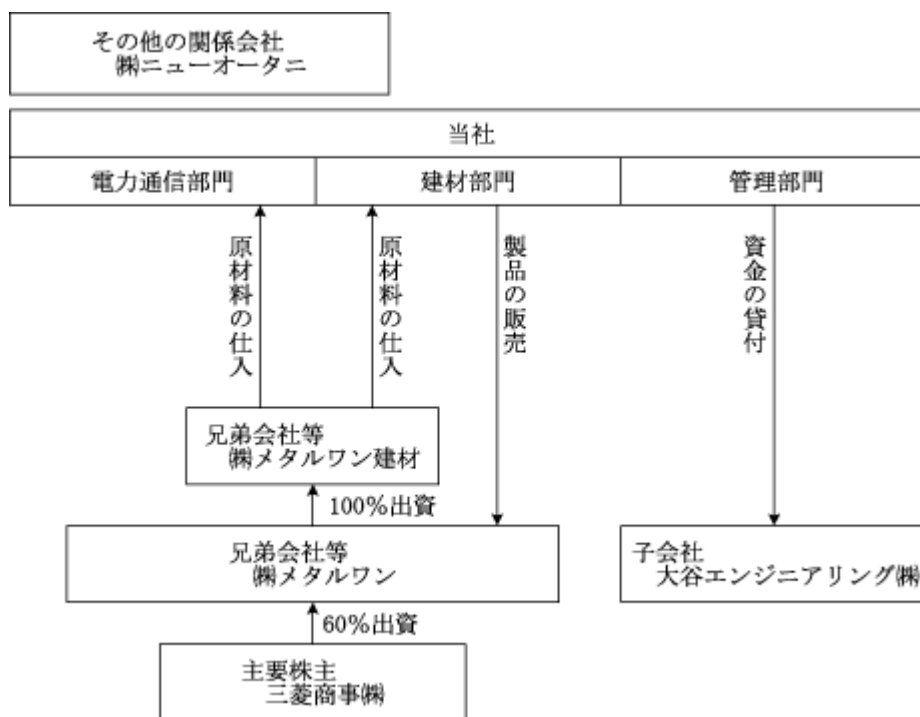 その他の関係会社
㈱ニューオータニ
当社
電力通信部門
建材部門
管理部門
原材料の仕入
原材料の仕入
製品の販売
資金の貸付
兄弟会社等
㈱メタルワン建材
100%出資
兄弟会社等
㈱メタルワン
子会社
大谷エンジニアリング㈱
60%出資
主要株主
三菱商事㈱